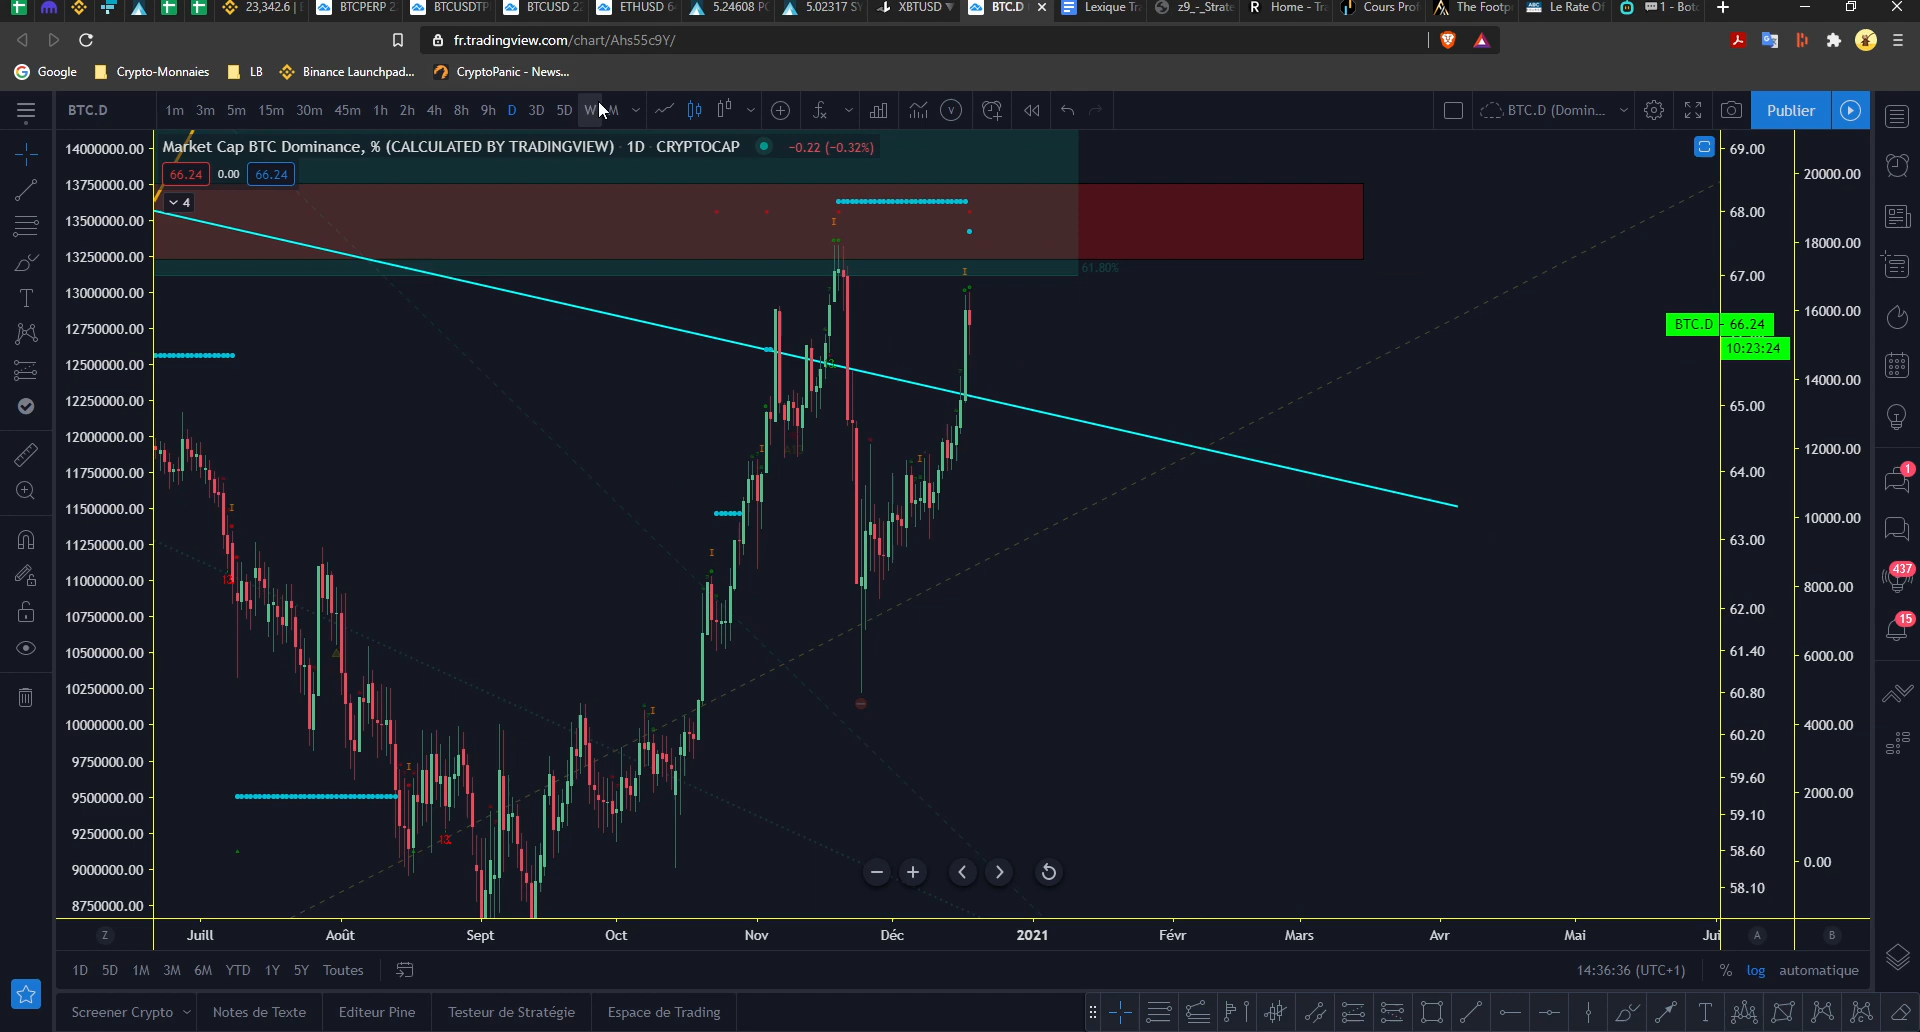 23,342.6 |
BTCPERP 2
BTCUSDTP
BTCUSD 2
ETHUSD 6
5.24608 P
5.02317 S
XBTUSD ▼
BTC.D
Lexique Tr
z9_-_Strate
Home - Tr
Cours Prof
The Footp
Le Rate Of
1 - Bot
fr.tradingview.com/chart/Ahs55c9Y/
Google
Crypto-Monnaies
LB
Binance Launchpad...
CryptoPanic - News...
BTC.D
1m 3m 5m 15m 30m 45m 1h 2h 4h 8h 9h D 3D 5D W M
BTC.D (Domin...
Publier
Market Cap BTC Dominance, % (CALCULATED BY TRADINGVIEW) · 1D · CRYPTOCAP
−0.22 (−0.32%)
66.24 0.00 66.24
4
14000000.00
13750000.00
13500000.00
13250000.00
13000000.00
12750000.00
12500000.00
12250000.00
12000000.00
11750000.00
11500000.00
11250000.00
11000000.00
10750000.00
10500000.00
10250000.00
10000000.00
9750000.00
9500000.00
9250000.00
9000000.00
8750000.00
61.80%
13
13
69.00
68.00
67.00
BTC.D 66.24
10:23:24
65.00
64.00
63.00
62.00
61.40
60.80
60.20
59.60
59.10
58.60
58.10
20000.00
18000.00
16000.00
14000.00
12000.00
10000.00
8000.00
6000.00
4000.00
2000.00
0.00
1
437
15
Z
Juill Août Sept Oct Nov Déc 2021 Févr Mars Avr Mai Jui
A
B
1D 5D 1M 3M 6M YTD 1Y 5Y Toutes
14:36:36 (UTC+1)
% log automatique
Screener Crypto
Notes de Texte
Editeur Pine
Testeur de Stratégie
Espace de Trading